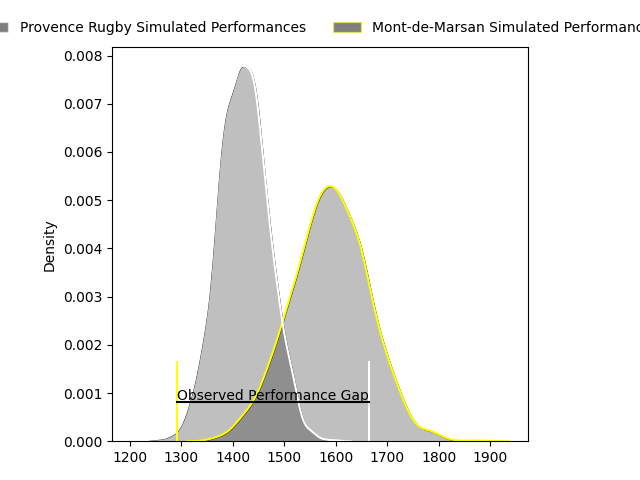 Provence Rugby Simulated Performances
Mont-de-Marsan Simulated
0.008
0.007
0.006
0.005
0.004
0.003
0.002
0.001
0.000
Density
Observed Performance Gap
1200 1300 1400 1500 1600 1700 1800 1900